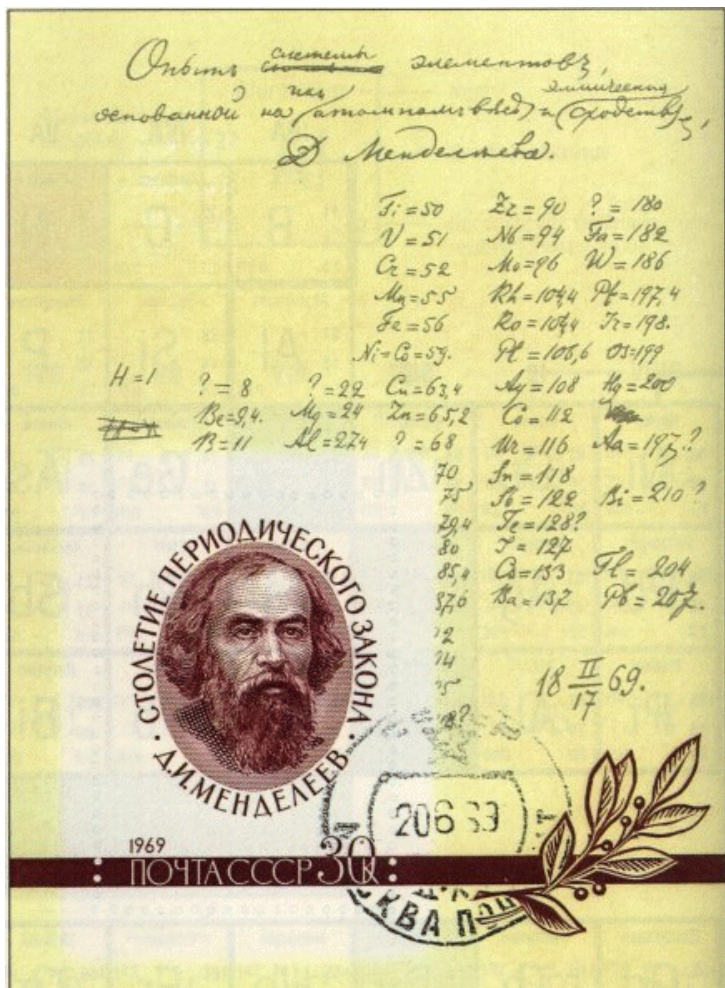 Опытъ системы элементовъ,
основанной на ихъ атомномъ вѣсѣ и химическомъ сродствѣ,
Д Менделѣева.
Ti=50 Zr=90 ?=180
V=51 Nb=94 Ta=182
Cr=52 Mo=96 W=186
Mn=55 Rh=104,4 Pt=197,4
Fe=56 Ro=104,4 Ir=198.
Ni=Co=59. Pl=106,6 Os=199
H=1 ?=8 ?=22 Cu=63,4 Ag=108 Hg=200
Be=9,4. Mg=24 Zn=65,2 Cd=112
B=11 Al=27,4 ?=68 Ur=116 Au=197?
70 Sn=118
75 Sb=122 Bi=210?
79,4 Te=128?
80 J=127
85,4 Cs=133 Tl=204
87,6 Ba=137 Pb=207.
18 II/17 69.
СТОЛЕТИЕ ПЕРИОДИЧЕСКОГО ЗАКОНА
Д.И.МЕНДЕЛЕЕВ
20 6 69
1969
ПОЧТА СССР 30 к